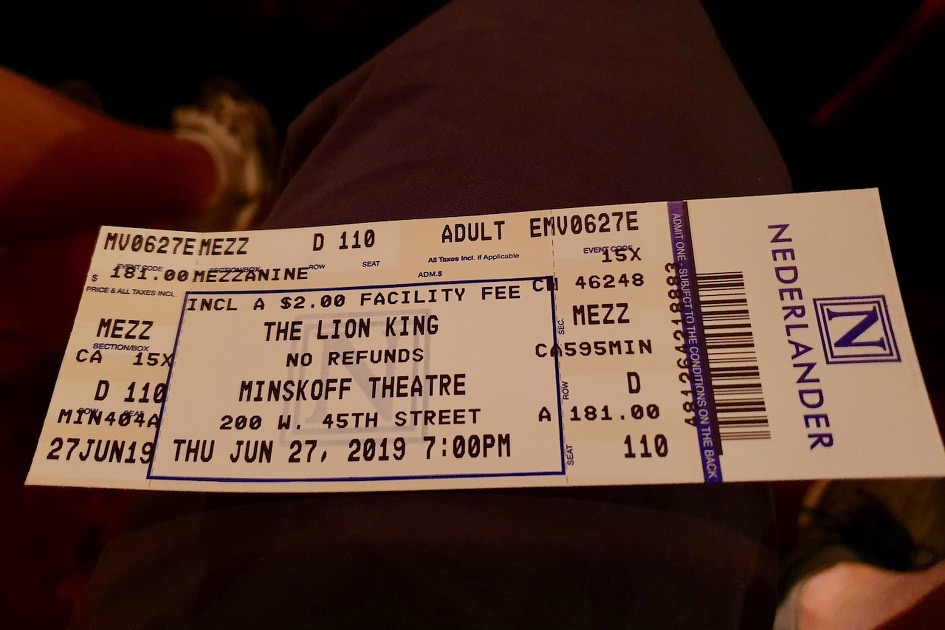 MV0627E MEZZ D 110 ADULT EMV0627E
EVENT CODE SECTION/BOX ROW SEAT All Taxes Incl. if Applicable EVENT CODE
$ 181.00 MEZZANINE ADM.$ 15X
PRICE & ALL TAXES INCL.
INCL A $2.00 FACILITY FEE CH 46248
MEZZ THE LION KING SEC. MEZZ
SECTION/BOX
CA 15X NO REFUNDS CA595MIN
D 110 MINSKOFF THEATRE ROW D
MIN404A 200 W. 45TH STREET A 181.00
27JUN19 THU JUN 27, 2019 7:00PM SEAT 110
ADMIT ONE - SUBJECT TO THE CONDITIONS ON THE BACK
NEDERLANDER
N